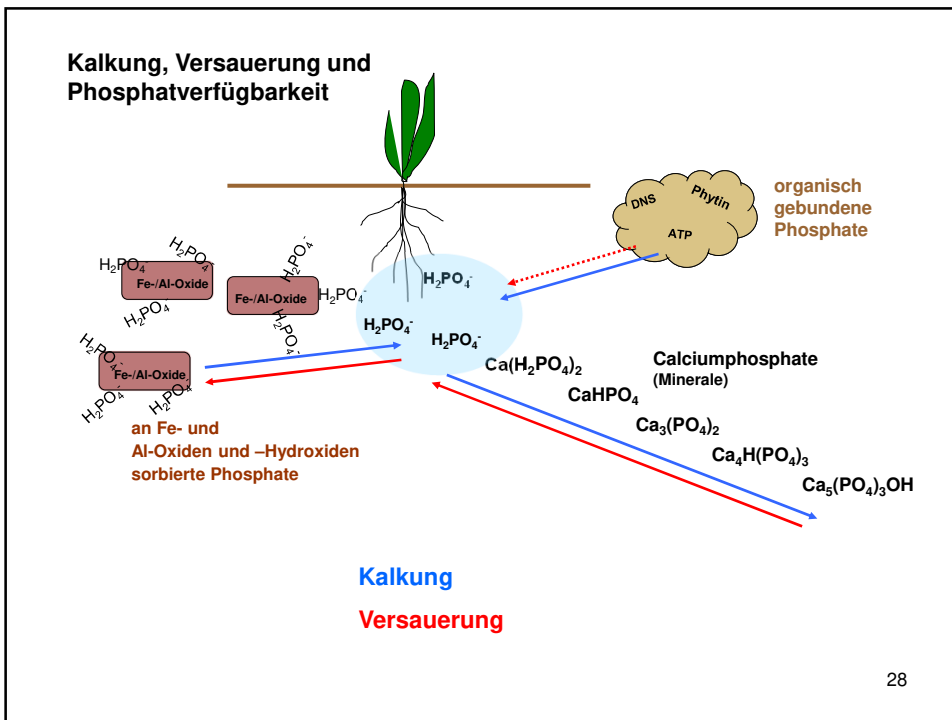 Kalkung, Versauerung und
Phosphatverfügbarkeit
DNS
Phytin
ATP
organisch
gebundene
Phosphate
H₂PO₄⁻
H₂PO₄⁻
H₂PO₄⁻
Fe-/Al-Oxide
H₂PO₄⁻
Fe-/Al-Oxide
H₂PO₄⁻
H₂PO₄⁻
H₂PO₄⁻
H₂PO₄⁻
H₂PO₄⁻
H₂PO₄⁻
Fe-/Al-Oxide
H₂PO₄⁻
H₂PO₄⁻
H₂PO₄⁻
an Fe- und
Al-Oxiden und –Hydroxiden
sorbierte Phosphate
Ca(H₂PO₄)₂
CaHPO₄
Ca₃(PO₄)₂
Ca₄H(PO₄)₃
Ca₅(PO₄)₃OH
Calciumphosphate
(Minerale)
Kalkung
Versauerung
28